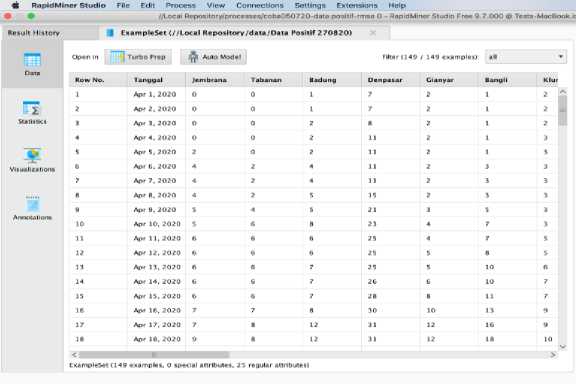 RapidMiner Studio File Edit Process View Connections Settings Extensions Help
//Local Repository/processes/coba050720-data positif-rmse 0 – RapidMiner Studio Free 9.7.000 @ Tests-MacBook.
Result History ExampleSet (//Local Repository/data/Data Positif 270820)
Open in Turbo Prep Auto Model Filter (149 / 149 examples): all
Data
Statistics
Visualizations
Annotations
Row No. Tanggal Jembrana Tabanan Badung Denpasar Gianyar Bangli Klur
1 Apr 1, 2020 0 0 1 7 2 1 2
2 Apr 2, 2020 0 0 1 7 2 1 2
3 Apr 3, 2020 0 0 2 8 2 1 2
4 Apr 4, 2020 0 0 2 11 2 1 3
5 Apr 5, 2020 2 0 2 11 2 1 3
6 Apr 6, 2020 4 2 4 11 2 3 3
7 Apr 7, 2020 4 2 4 11 2 3 3
8 Apr 8, 2020 4 2 5 15 2 3 3
9 Apr 9, 2020 5 4 5 21 3 5 3
10 Apr 10, 2020 5 6 8 23 4 7 3
11 Apr 11, 2020 6 6 6 25 4 7 5
12 Apr 12, 2020 6 6 6 25 5 8 5
13 Apr 13, 2020 6 6 7 25 5 10 6
14 Apr 14, 2020 6 6 7 26 6 10 7
15 Apr 15, 2020 6 6 7 28 8 11 7
16 Apr 16, 2020 7 7 8 30 10 13 9
17 Apr 17, 2020 7 8 12 31 12 16 9
18 Apr 18, 2020 9 8 12 31 12 18 10
ExampleSet (149 examples, 0 special attributes, 25 regular attributes)